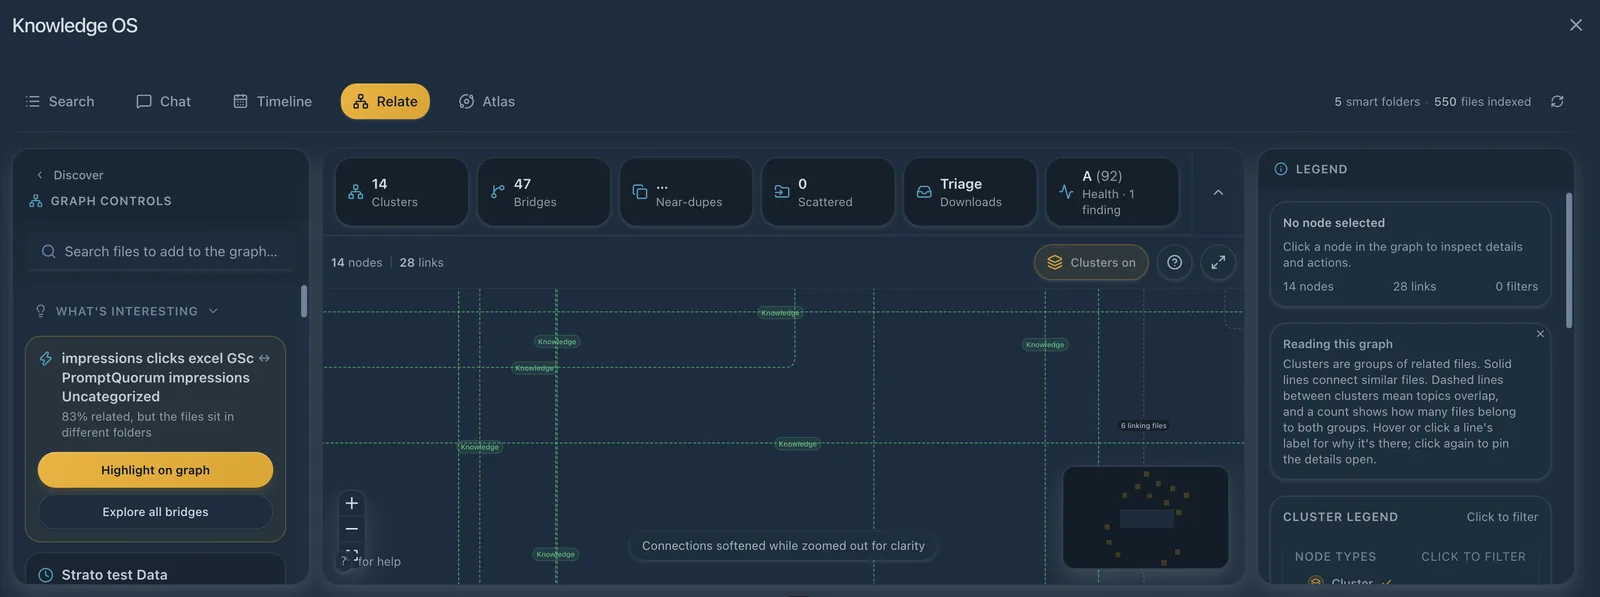 Knowledge OS
Search
Chat
Timeline
Relate
Atlas
5 smart folders · 550 files indexed
Discover
GRAPH CONTROLS
Search files to add to the graph...
WHAT'S INTERESTING
impressions clicks excel GSc ↔
PromptQuorum impressions
Uncategorized
83% related, but the files sit in
different folders
Highlight on graph
Explore all bridges
Strato test Data
14
Clusters
47
Bridges
...
Near-dupes
0
Scattered
Triage
Downloads
A (92)
Health · 1
finding
14 nodes | 28 links
Clusters on
Knowledge
Knowledge
Knowledge
Knowledge
6 linking files
Knowledge
Knowledge
Knowledge
Connections softened while zoomed out for clarity
? for help
LEGEND
No node selected
Click a node in the graph to inspect details
and actions.
14 nodes
28 links
0 filters
Reading this graph
Clusters are groups of related files. Solid
lines connect similar files. Dashed lines
between clusters mean topics overlap,
and a count shows how many files belong
to both groups. Hover or click a line's
label for why it's there; click again to pin
the details open.
CLUSTER LEGEND
Click to filter
NODE TYPES
CLICK TO FILTER
Cluster